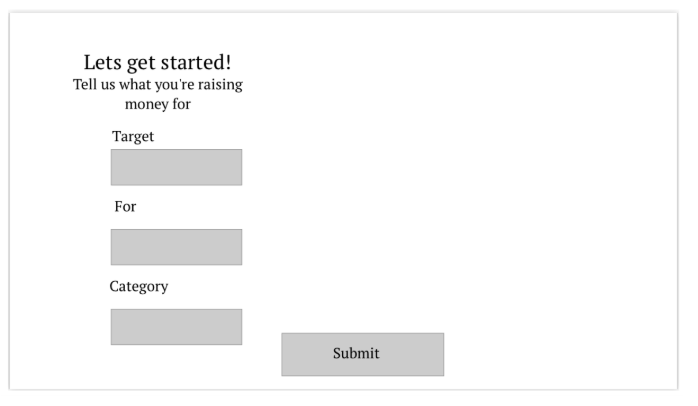 Lets get started!
Tell us what you're raising
money for
Target
For
Category
Submit